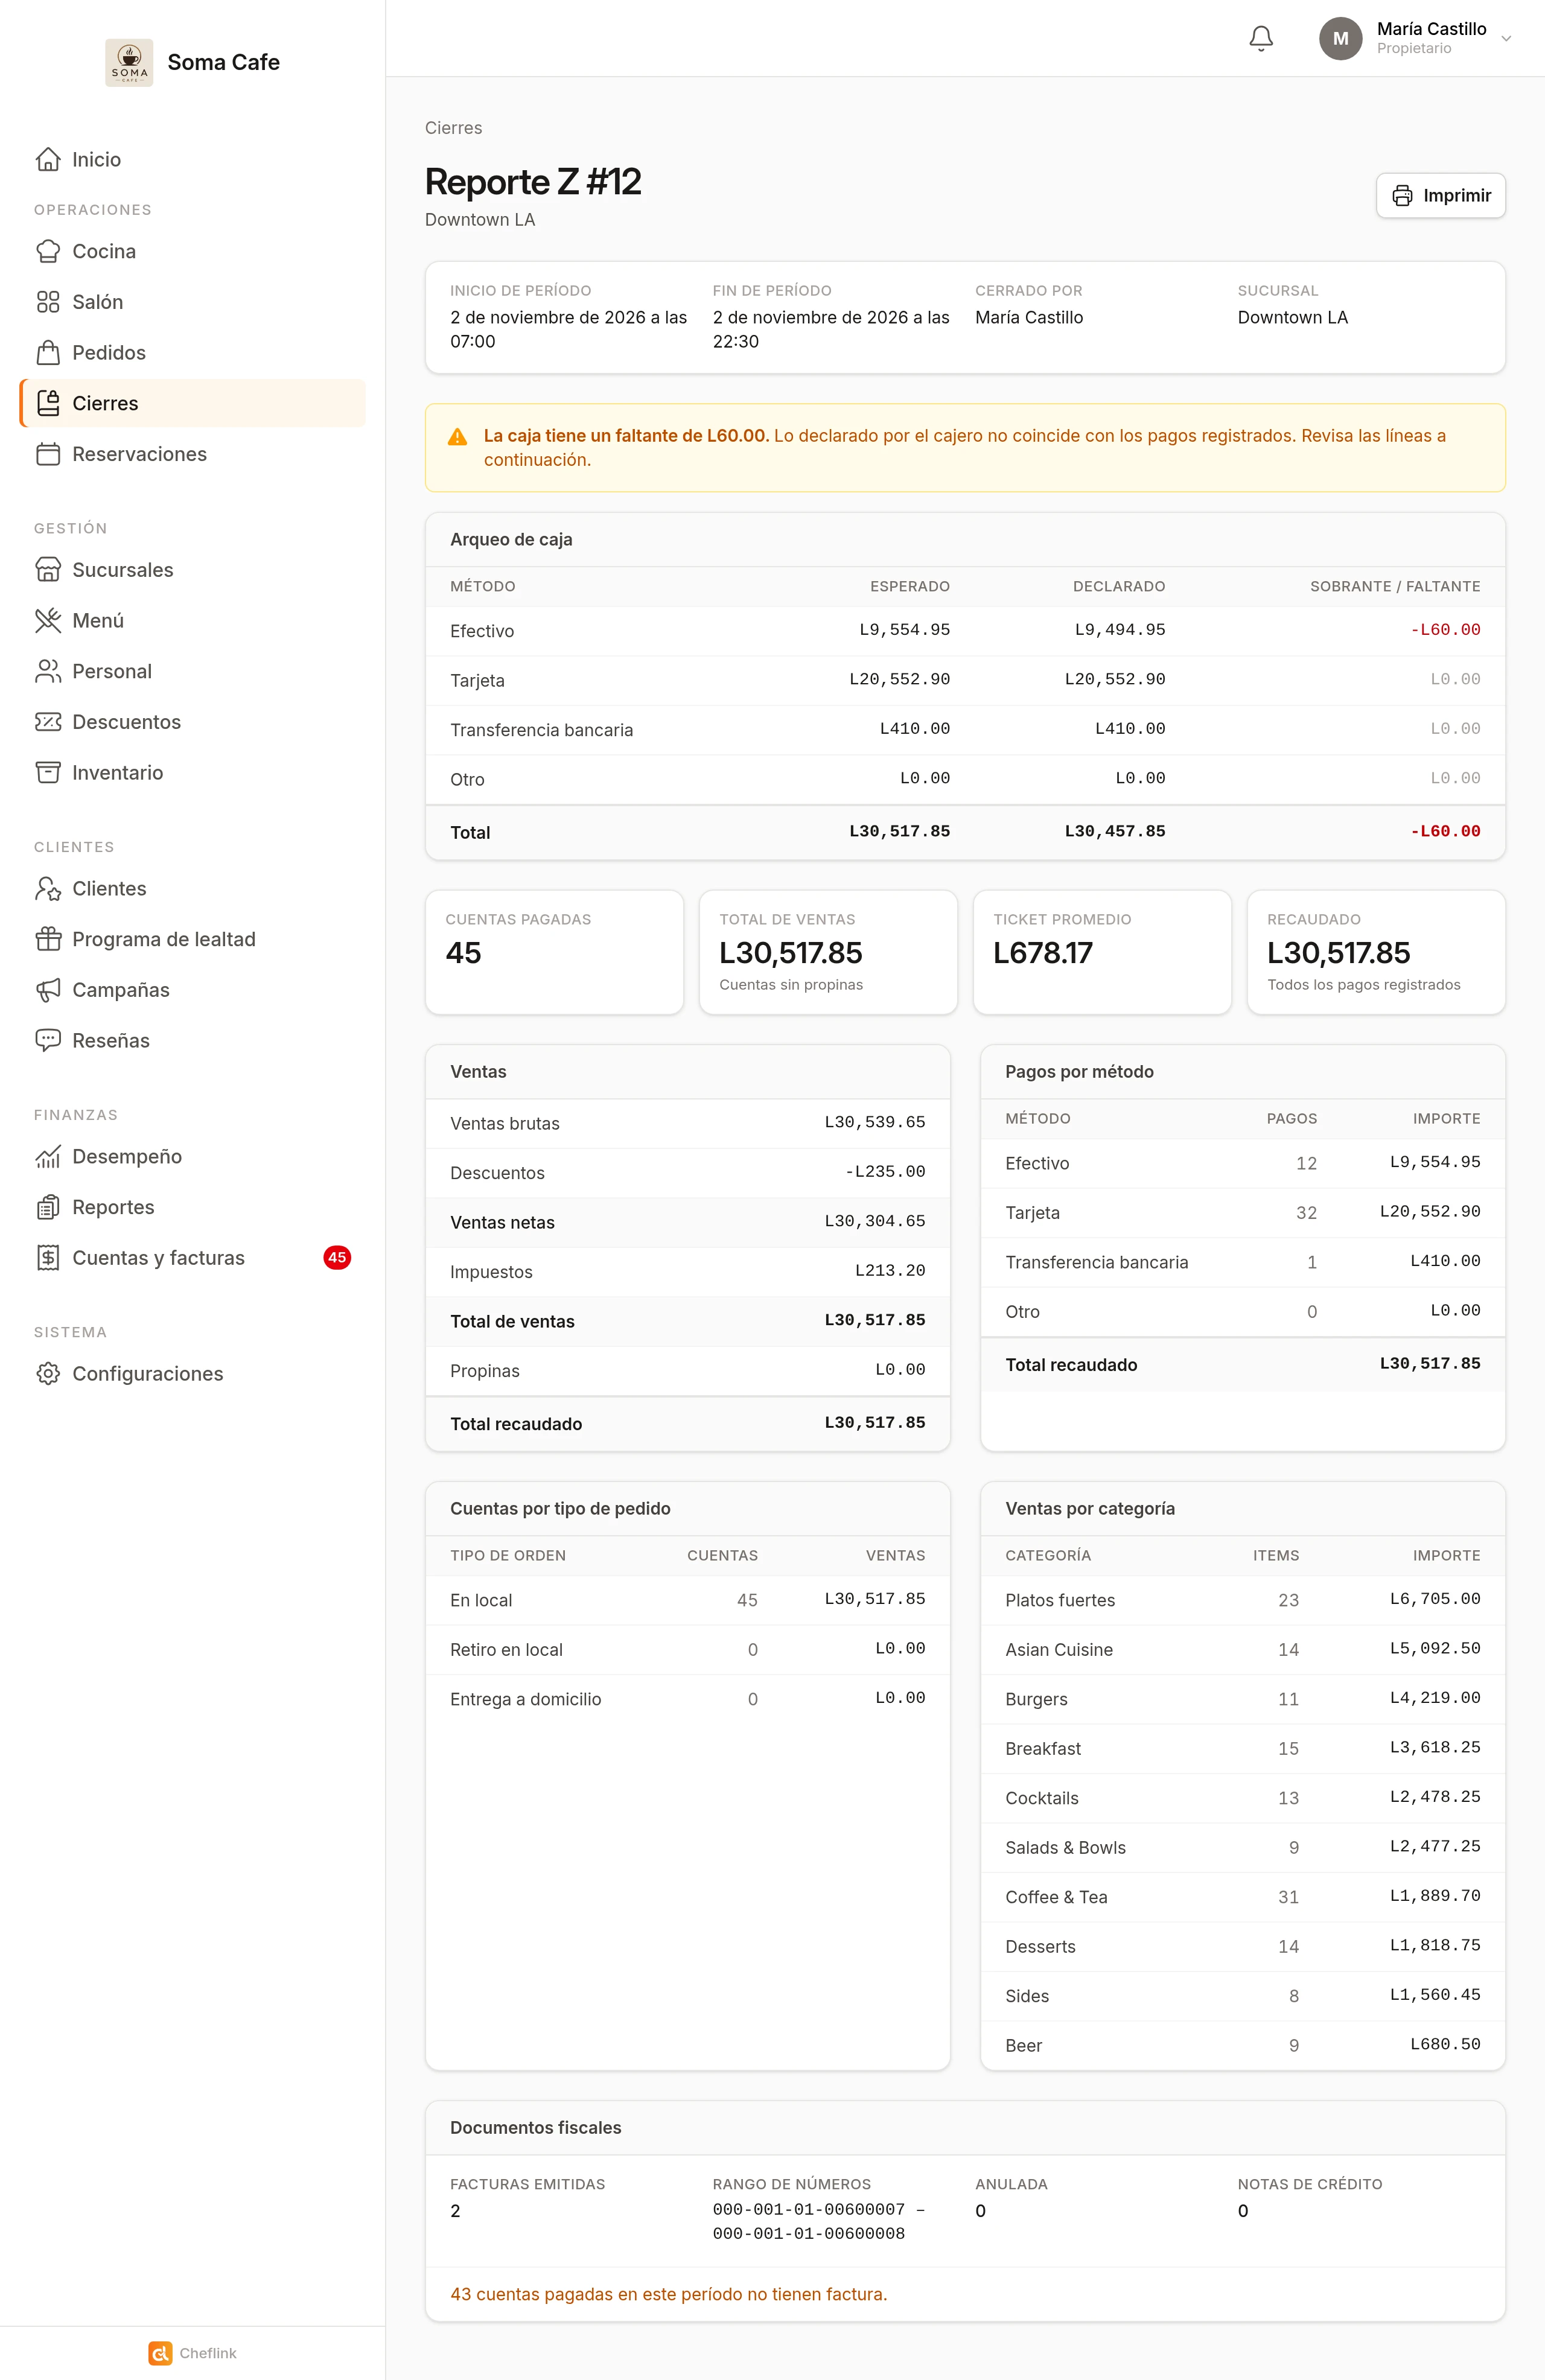 SOMA
CAFE
Soma Cafe
Inicio
OPERACIONES
Cocina
Salón
Pedidos
Cierres
Reservaciones
GESTIÓN
Sucursales
Menú
Personal
Descuentos
Inventario
CLIENTES
Clientes
Programa de lealtad
Campañas
Reseñas
FINANZAS
Desempeño
Reportes
Cuentas y facturas 45
SISTEMA
Configuraciones
Cheflink
M
María Castillo
Propietario
Cierres
Reporte Z #12
Downtown LA
Imprimir
INICIO DE PERÍODO
2 de noviembre de 2026 a las
07:00
FIN DE PERÍODO
2 de noviembre de 2026 a las
22:30
CERRADO POR
María Castillo
SUCURSAL
Downtown LA
La caja tiene un faltante de L60.00. Lo declarado por el cajero no coincide con los pagos registrados. Revisa las líneas a
continuación.
Arqueo de caja
MÉTODO ESPERADO DECLARADO SOBRANTE / FALTANTE
Efectivo L9,554.95 L9,494.95 -L60.00
Tarjeta L20,552.90 L20,552.90 L0.00
Transferencia bancaria L410.00 L410.00 L0.00
Otro L0.00 L0.00 L0.00
Total L30,517.85 L30,457.85 -L60.00
CUENTAS PAGADAS
45
TOTAL DE VENTAS
L30,517.85
Cuentas sin propinas
TICKET PROMEDIO
L678.17
RECAUDADO
L30,517.85
Todos los pagos registrados
Ventas
Ventas brutas L30,539.65
Descuentos -L235.00
Ventas netas L30,304.65
Impuestos L213.20
Total de ventas L30,517.85
Propinas L0.00
Total recaudado L30,517.85
Pagos por método
MÉTODO PAGOS IMPORTE
Efectivo 12 L9,554.95
Tarjeta 32 L20,552.90
Transferencia bancaria 1 L410.00
Otro 0 L0.00
Total recaudado L30,517.85
Cuentas por tipo de pedido
TIPO DE ORDEN CUENTAS VENTAS
En local 45 L30,517.85
Retiro en local 0 L0.00
Entrega a domicilio 0 L0.00
Ventas por categoría
CATEGORÍA ITEMS IMPORTE
Platos fuertes 23 L6,705.00
Asian Cuisine 14 L5,092.50
Burgers 11 L4,219.00
Breakfast 15 L3,618.25
Cocktails 13 L2,478.25
Salads & Bowls 9 L2,477.25
Coffee & Tea 31 L1,889.70
Desserts 14 L1,818.75
Sides 8 L1,560.45
Beer 9 L680.50
Documentos fiscales
FACTURAS EMITIDAS
2
RANGO DE NÚMEROS
000-001-01-00600007 –
000-001-01-00600008
ANULADA
0
NOTAS DE CRÉDITO
0
43 cuentas pagadas en este período no tienen factura.